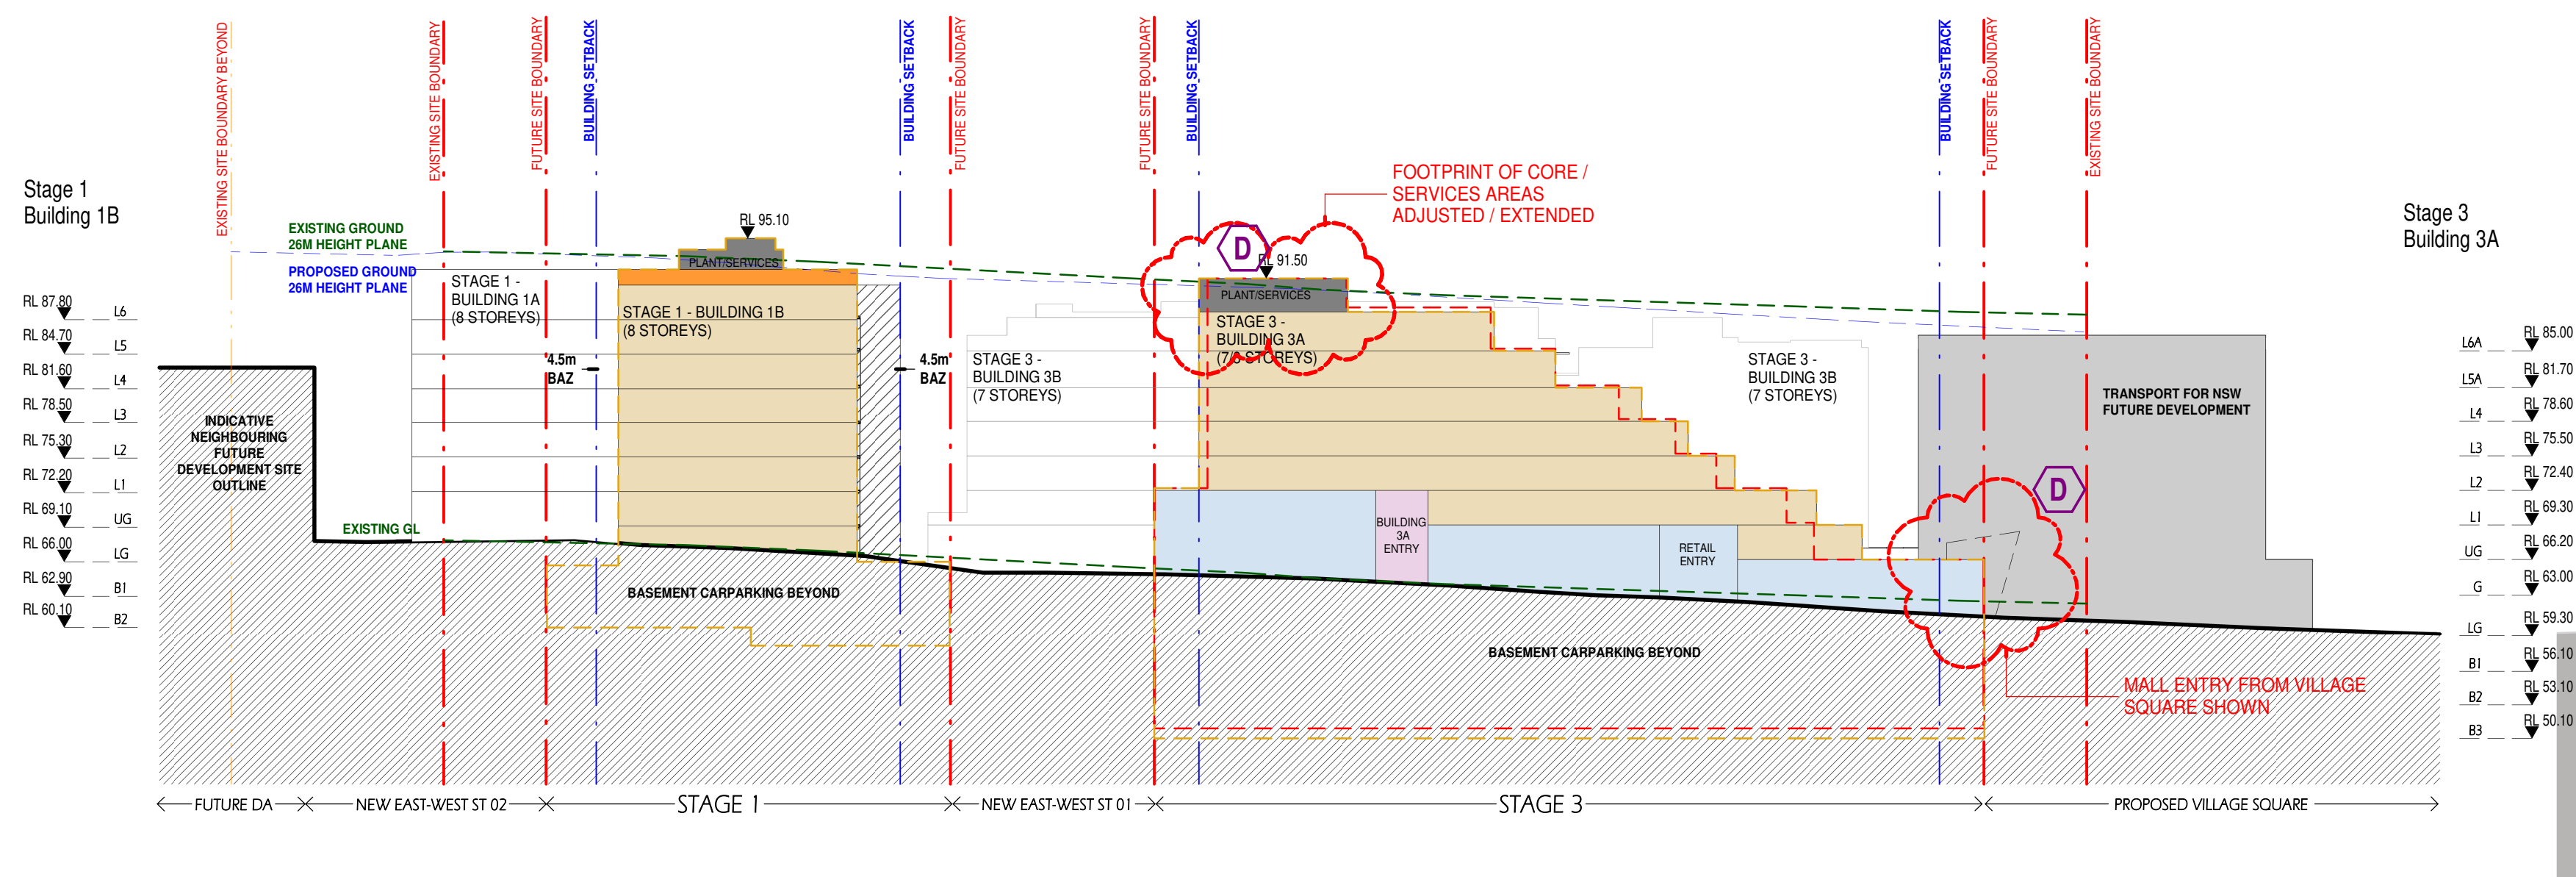 EXISTING SITE BOUNDARY BEYOND
EXISTING SITE BOUNDARY
FUTURE SITE BOUNDARY
BUILDING SETBACK
BUILDING SETBACK
FUTURE SITE BOUNDARY
FUTURE SITE BOUNDARY
BUILDING SETBACK
BUILDING SETBACK
FUTURE SITE BOUNDARY
EXISTING SITE BOUNDARY
Stage 1
Building 1B
Stage 3
Building 3A
FOOTPRINT OF CORE /
SERVICES AREAS
ADJUSTED / EXTENDED
EXISTING GROUND
26M HEIGHT PLANE
PROPOSED GROUND
26M HEIGHT PLANE
RL 95.10
PLANT/SERVICES
D
RL 91.50
PLANT/SERVICES
STAGE 1 -
BUILDING 1A
(8 STOREYS)
STAGE 1 - BUILDING 1B
(8 STOREYS)
4.5m
BAZ
4.5m
BAZ
STAGE 3 -
BUILDING 3B
(7 STOREYS)
STAGE 3 -
BUILDING 3A
STOREYS)
STAGE 3 -
BUILDING 3B
(7 STOREYS)
TRANSPORT FOR NSW
FUTURE DEVELOPMENT
D
RL 87.80
L6
RL 84.70
L5
RL 81.60
L4
RL 78.50
L3
RL 75.30
L2
RL 72.20
L1
RL 69.10
UG
RL 66.00
LG
RL 62.90
B1
RL 60.10
B2
INDICATIVE
NEIGHBOURING
FUTURE
DEVELOPMENT SITE
OUTLINE
EXISTING GL
BUILDING
3A
ENTRY
RETAIL
ENTRY
BASEMENT CARPARKING BEYOND
BASEMENT CARPARKING BEYOND
MALL ENTRY FROM VILLAGE
SQUARE SHOWN
RL 85.00
L6A
RL 81.70
L5A
RL 78.60
L4
RL 75.50
L3
RL 72.40
L2
RL 69.30
L1
RL 66.20
UG
RL 63.00
G
RL 59.30
LG
RL 56.10
B1
RL 53.10
B2
RL 50.10
B3
FUTURE DA
NEW EAST-WEST ST 02
STAGE 1
NEW EAST-WEST ST 01
STAGE 3
PROPOSED VILLAGE SQUARE